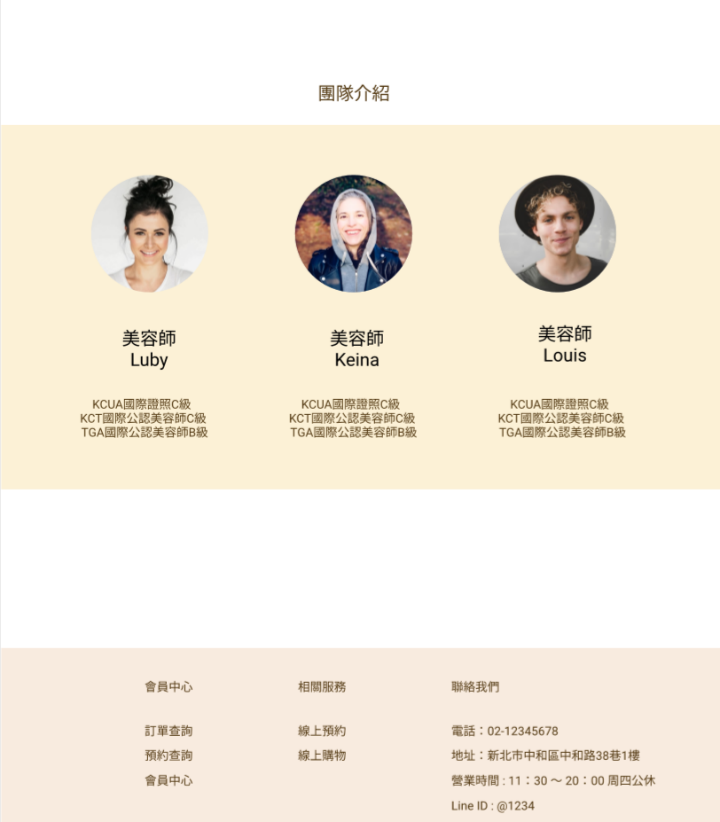 團隊介紹
美容師
Luby
KCUA國際證照C級
KCT國際公認美容師C級
TGA國際公認美容師B級
美容師
Keina
KCUA國際證照C級
KCT國際公認美容師C級
TGA國際公認美容師B級
美容師
Louis
KCUA國際證照C級
KCT國際公認美容師C級
TGA國際公認美容師B級
會員中心
訂單查詢
預約查詢
會員中心
相關服務
線上預約
線上購物
聯絡我們
電話：02-12345678
地址：新北市中和區中和路38巷1樓
營業時間 : 11：30 ～ 20：00 周四公休
Line ID : @1234